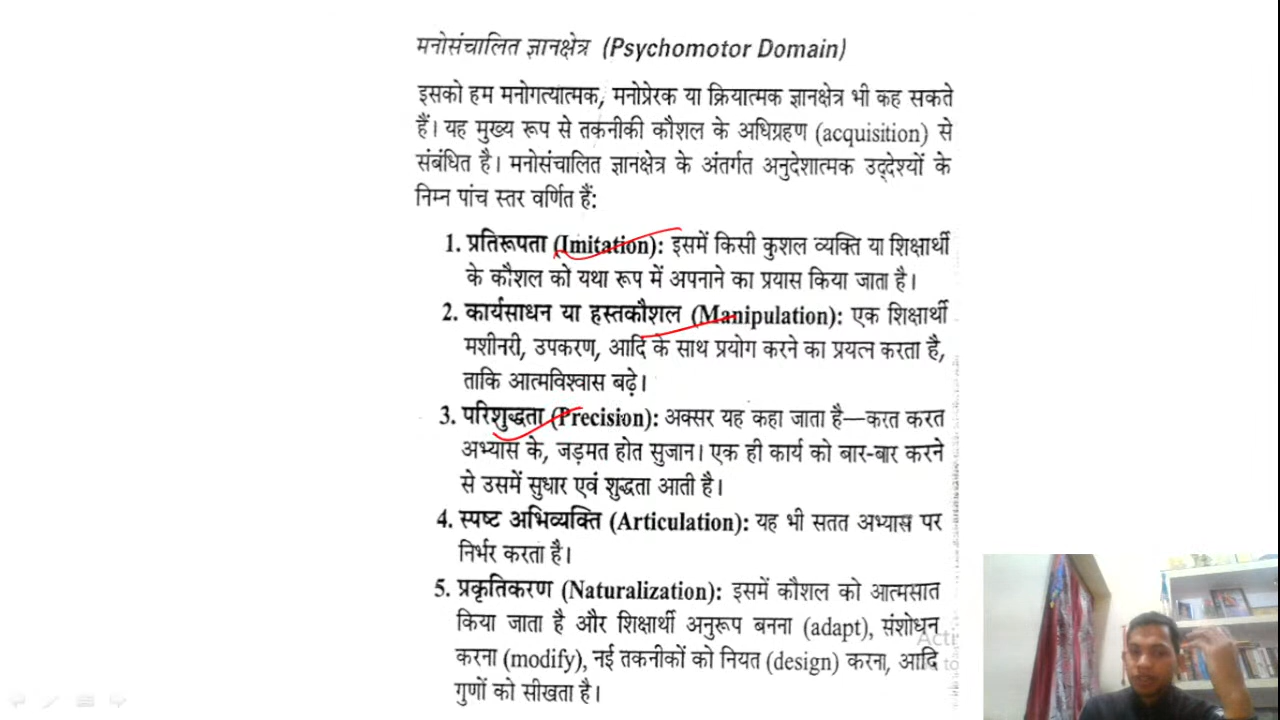 मनोसंचालित ज्ञानक्षेत्र (Psychomotor Domain)
इसको हम मनोगत्यात्मक, मनोप्रेरक या क्रियात्मक ज्ञानक्षेत्र भी कह सकते
हैं। यह मुख्य रूप से तकनीकी कौशल के अधिग्रहण (acquisition) से
संबंधित है। मनोसंचालित ज्ञानक्षेत्र के अंतर्गत अनुदेशात्मक उद्देश्यों के
निम्न पांच स्तर वर्णित हैं:
1. प्रतिरूपता (Imitation): इसमें किसी कुशल व्यक्ति या शिक्षार्थी
के कौशल को यथा रूप में अपनाने का प्रयास किया जाता है।
2. कार्यसाधन या हस्तकौशल (Manipulation): एक शिक्षार्थी
मशीनरी, उपकरण, आदि के साथ प्रयोग करने का प्रयत्न करता है,
ताकि आत्मविश्वास बढ़े।
3. परिशुद्धता (Precision): अक्सर यह कहा जाता है—करत करत
अभ्यास के, जड़मत होत सुजान। एक ही कार्य को बार-बार करने
से उसमें सुधार एवं शुद्धता आती है।
4. स्पष्ट अभिव्यक्ति (Articulation): यह भी सतत अभ्यास पर
निर्भर करता है।
5. प्रकृतिकरण (Naturalization): इसमें कौशल को आत्मसात
किया जाता है और शिक्षार्थी अनुरूप बनना (adapt), संशोधन
करना (modify), नई तकनीकों को नियत (design) करना, आदि
गुणों को सीखता है।